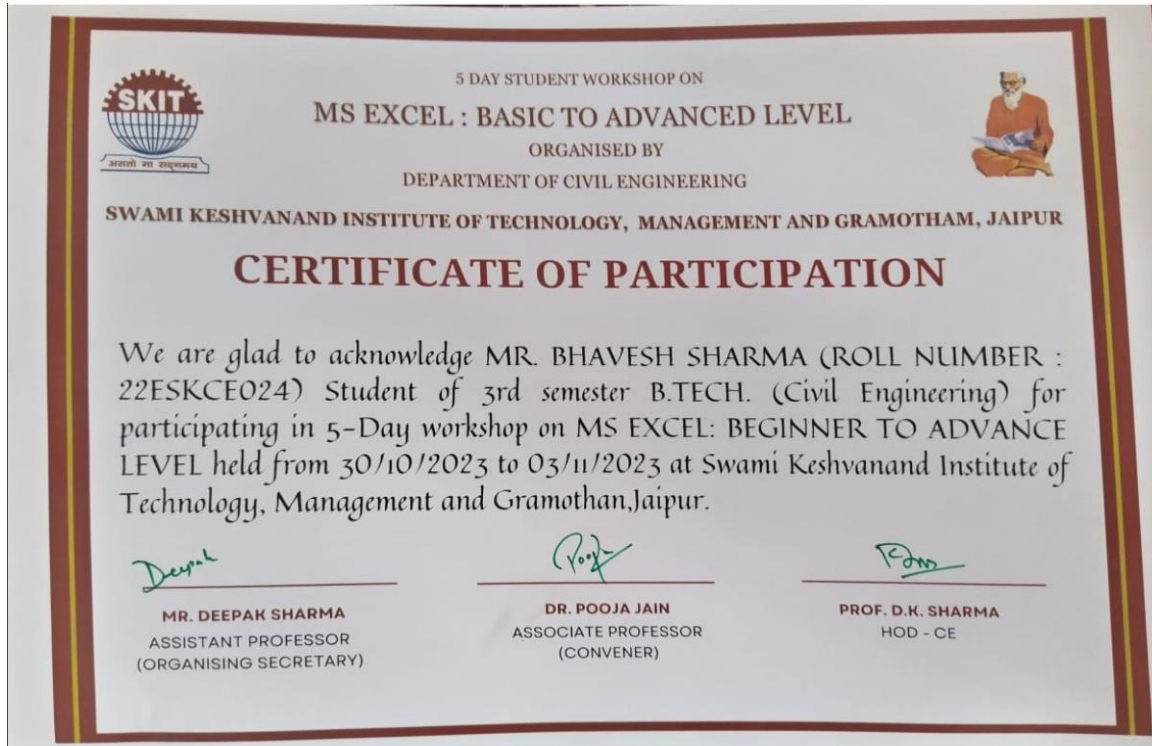 SKIT
असतो मा सद्गमय
5 DAY STUDENT WORKSHOP ON
MS EXCEL : BASIC TO ADVANCED LEVEL
ORGANISED BY
DEPARTMENT OF CIVIL ENGINEERING
SWAMI KESHVANAND INSTITUTE OF TECHNOLOGY, MANAGEMENT AND GRAMOTHAM, JAIPUR
CERTIFICATE OF PARTICIPATION
We are glad to acknowledge MR. BHAVESH SHARMA (ROLL NUMBER :
22ESKCE024) Student of 3rd semester B.TECH. (Civil Engineering) for
participating in 5-Day workshop on MS EXCEL: BEGINNER TO ADVANCE
LEVEL held from 30/10/2023 to 03/11/2023 at Swami Keshvanand Institute of
Technology, Management and Gramothan,Jaipur.
Deepak
Pooja
MR. DEEPAK SHARMA
ASSISTANT PROFESSOR
(ORGANISING SECRETARY)
DR. POOJA JAIN
ASSOCIATE PROFESSOR
(CONVENER)
PROF. D.K. SHARMA
HOD - CE